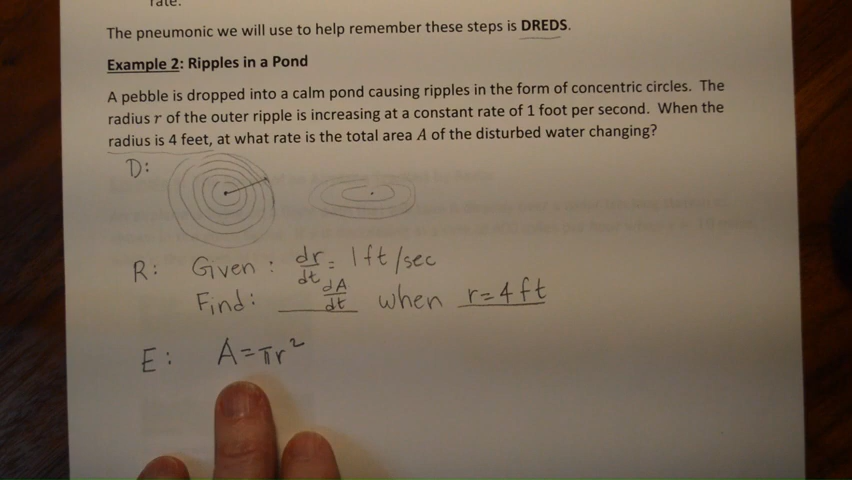 rate.
The pneumonic we will use to help remember these steps is DREDS.
Example 2: Ripples in a Pond
A pebble is dropped into a calm pond causing ripples in the form of concentric circles. The
radius r of the outer ripple is increasing at a constant rate of 1 foot per second. When the
radius is 4 feet, at what rate is the total area A of the disturbed water changing?
D:
R: Given: dr/dt = 1 ft/sec
Find: dA/dt when r=4ft
E: A=πr²